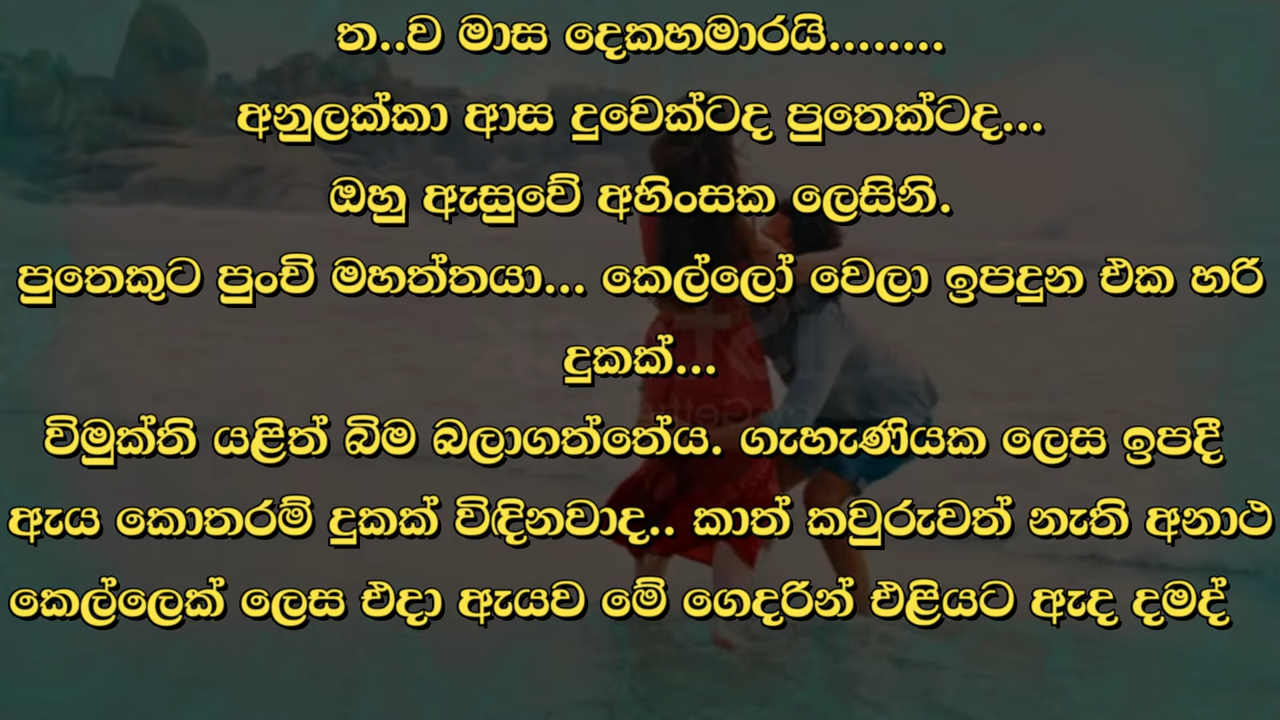 ත..ව මාස දෙකහමාරයි........
අනුලක්කා ආස දුවෙක්ටද පුතෙක්ටද...
ඔහු ඇසුවේ අහිංසක ලෙසිනි.
පුතෙකුට පුංචි මහත්තයා... කෙල්ලෝ වෙලා ඉපදුන එක හරි
දුකක්...
විමුක්ති යළිත් බිම බලාගත්තේය. ගැහැණියක ලෙස ඉපදී
ඇය කොතරම් දුකක් විඳිනවාද.. කාත් කවුරුවත් නැති අනාථ
කෙල්ලෙක් ලෙස එදා ඇයව මේ ගෙදරින් එළියට ඇද දමද්